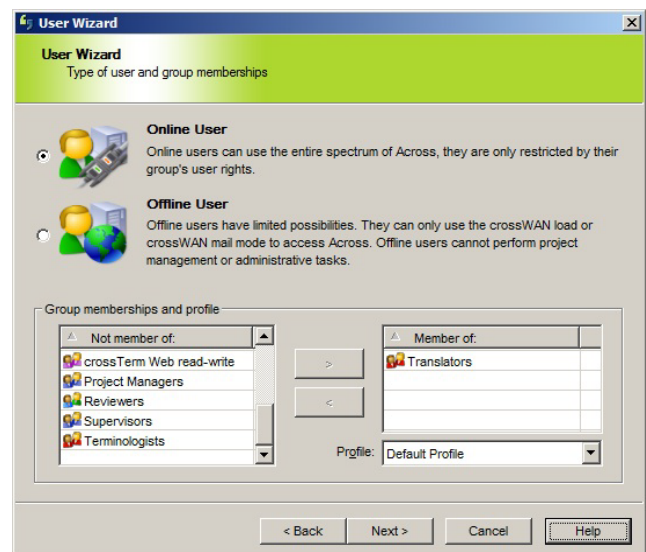 User Wizard
User Wizard
Type of user and group memberships
Online User
Online users can use the entire spectrum of Across, they are only restricted by their
group's user rights.
Offline User
Offline users have limited possibilities. They can only use the crossWAN load or
crossWAN mail mode to access Across. Offline users cannot perform project
management or administrative tasks.
Group memberships and profile
Not member of:
crossTerm Web read-write
Project Managers
Reviewers
Supervisors
Terminologists
>
<
Member of:
Translators
Profile: Default Profile
< Back Next > Cancel Help